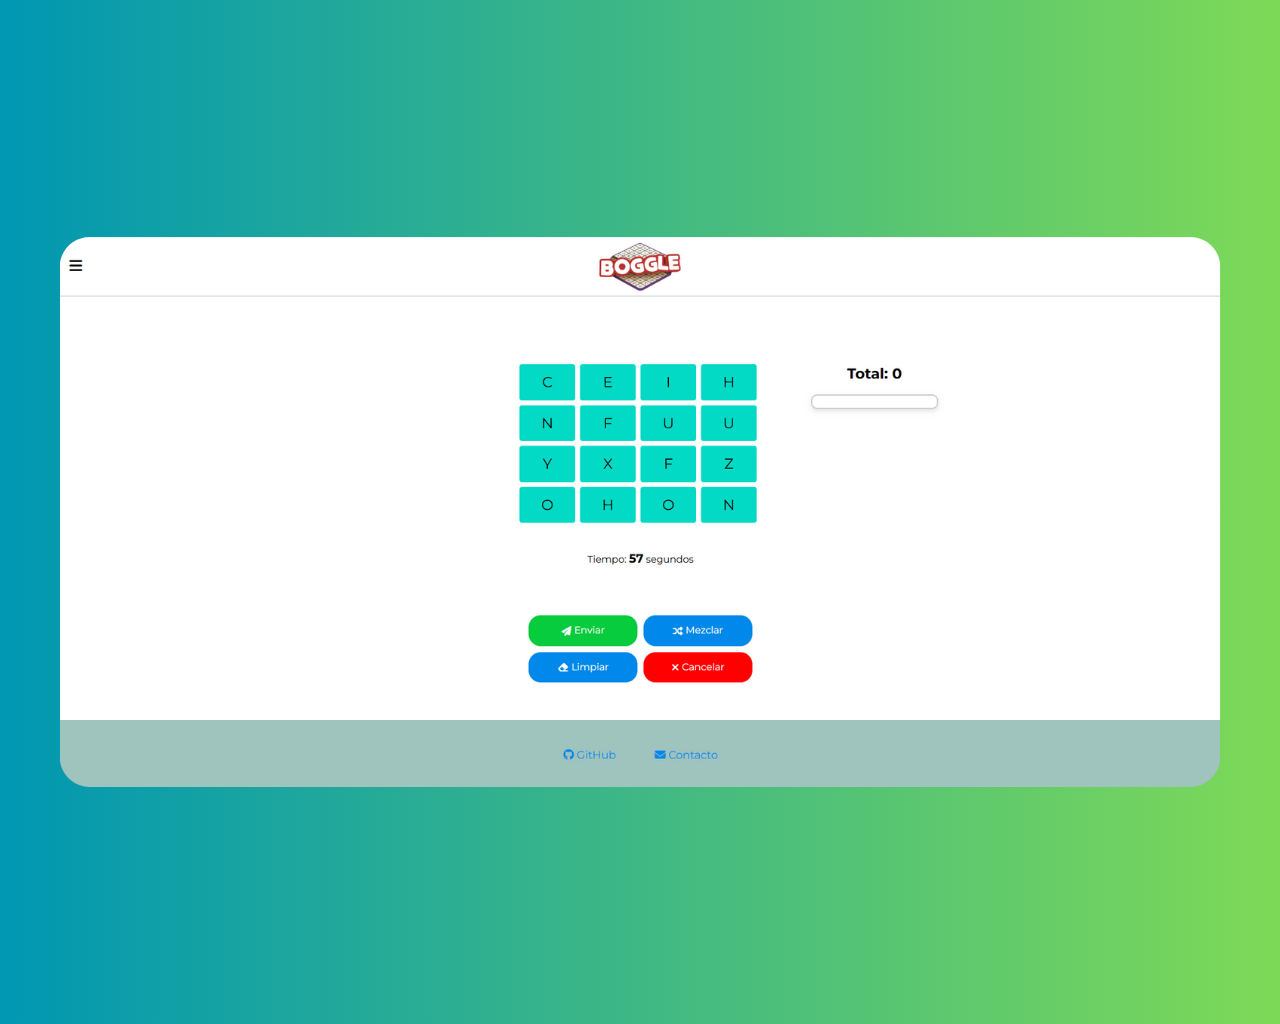 BOGGLE
C E I H
Total: 0
N F U U
Y X F Z
O H O N
Tiempo: 57 segundos
Enviar Mezclar
Limpiar Cancelar
GitHub Contacto